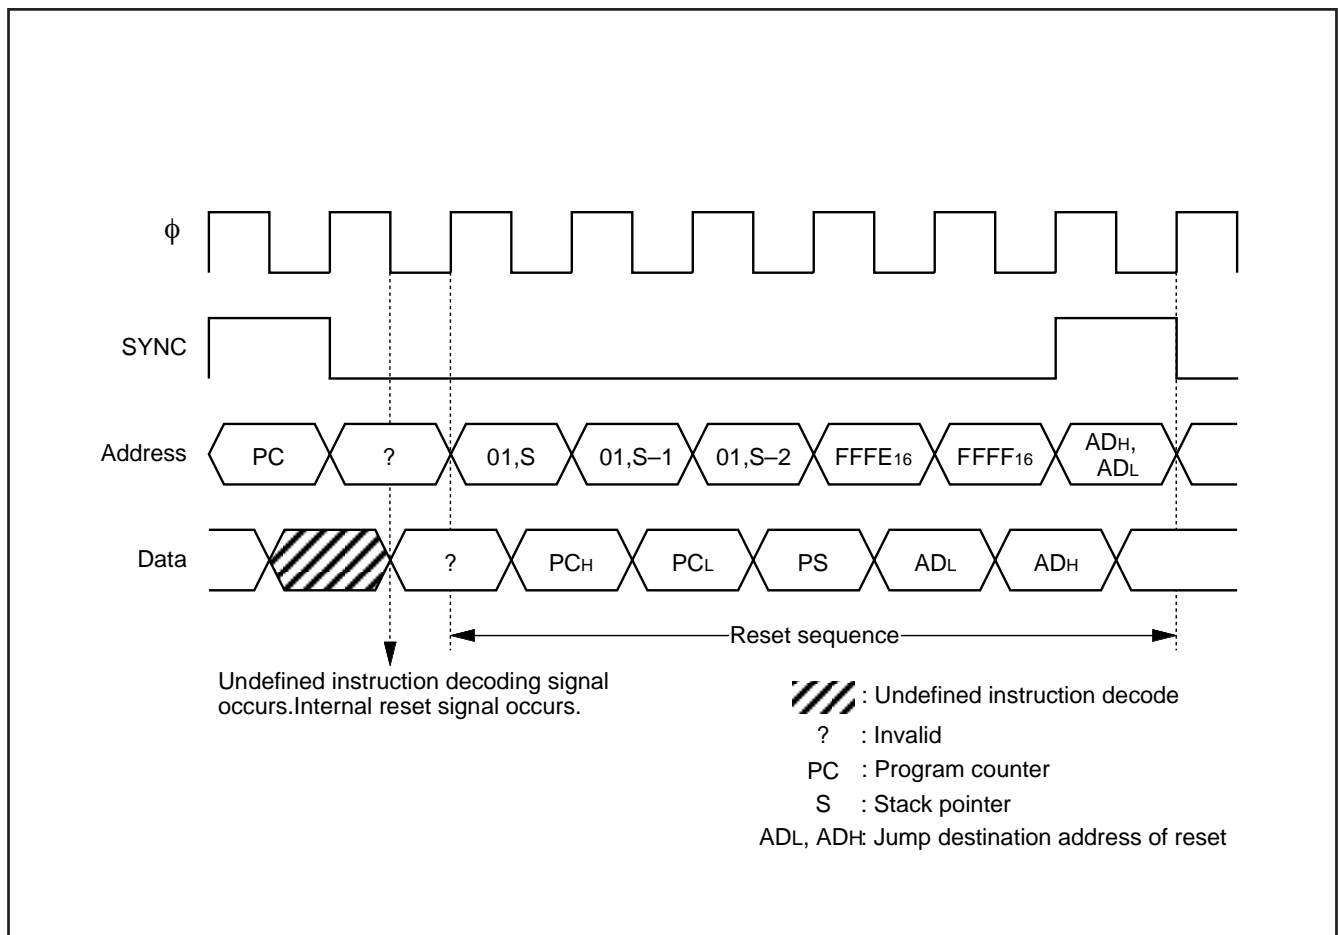 ϕ
SYNC
Address PC ? 01,S 01,S–1 01,S–2 FFFE16 FFFF16 ADH,
ADL
Data ? PCH PCL PS ADL ADH
Reset sequence
Undefined instruction decoding signal
occurs.Internal reset signal occurs.
: Undefined instruction decode
? : Invalid
PC : Program counter
S : Stack pointer
ADL, ADH: Jump destination address of reset